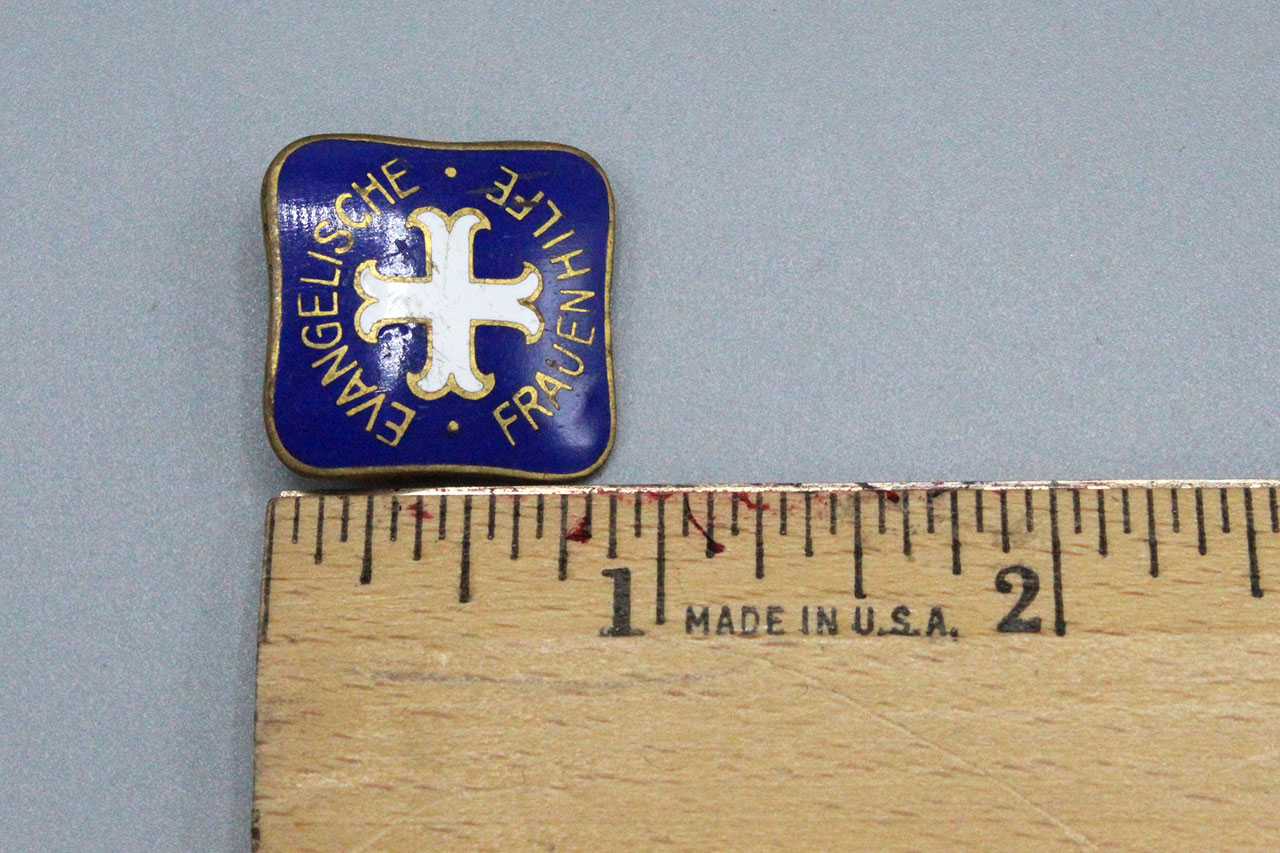 EVANGELISCHE · FRAUENHILFE ·
1 MADE IN U.S.A. 2